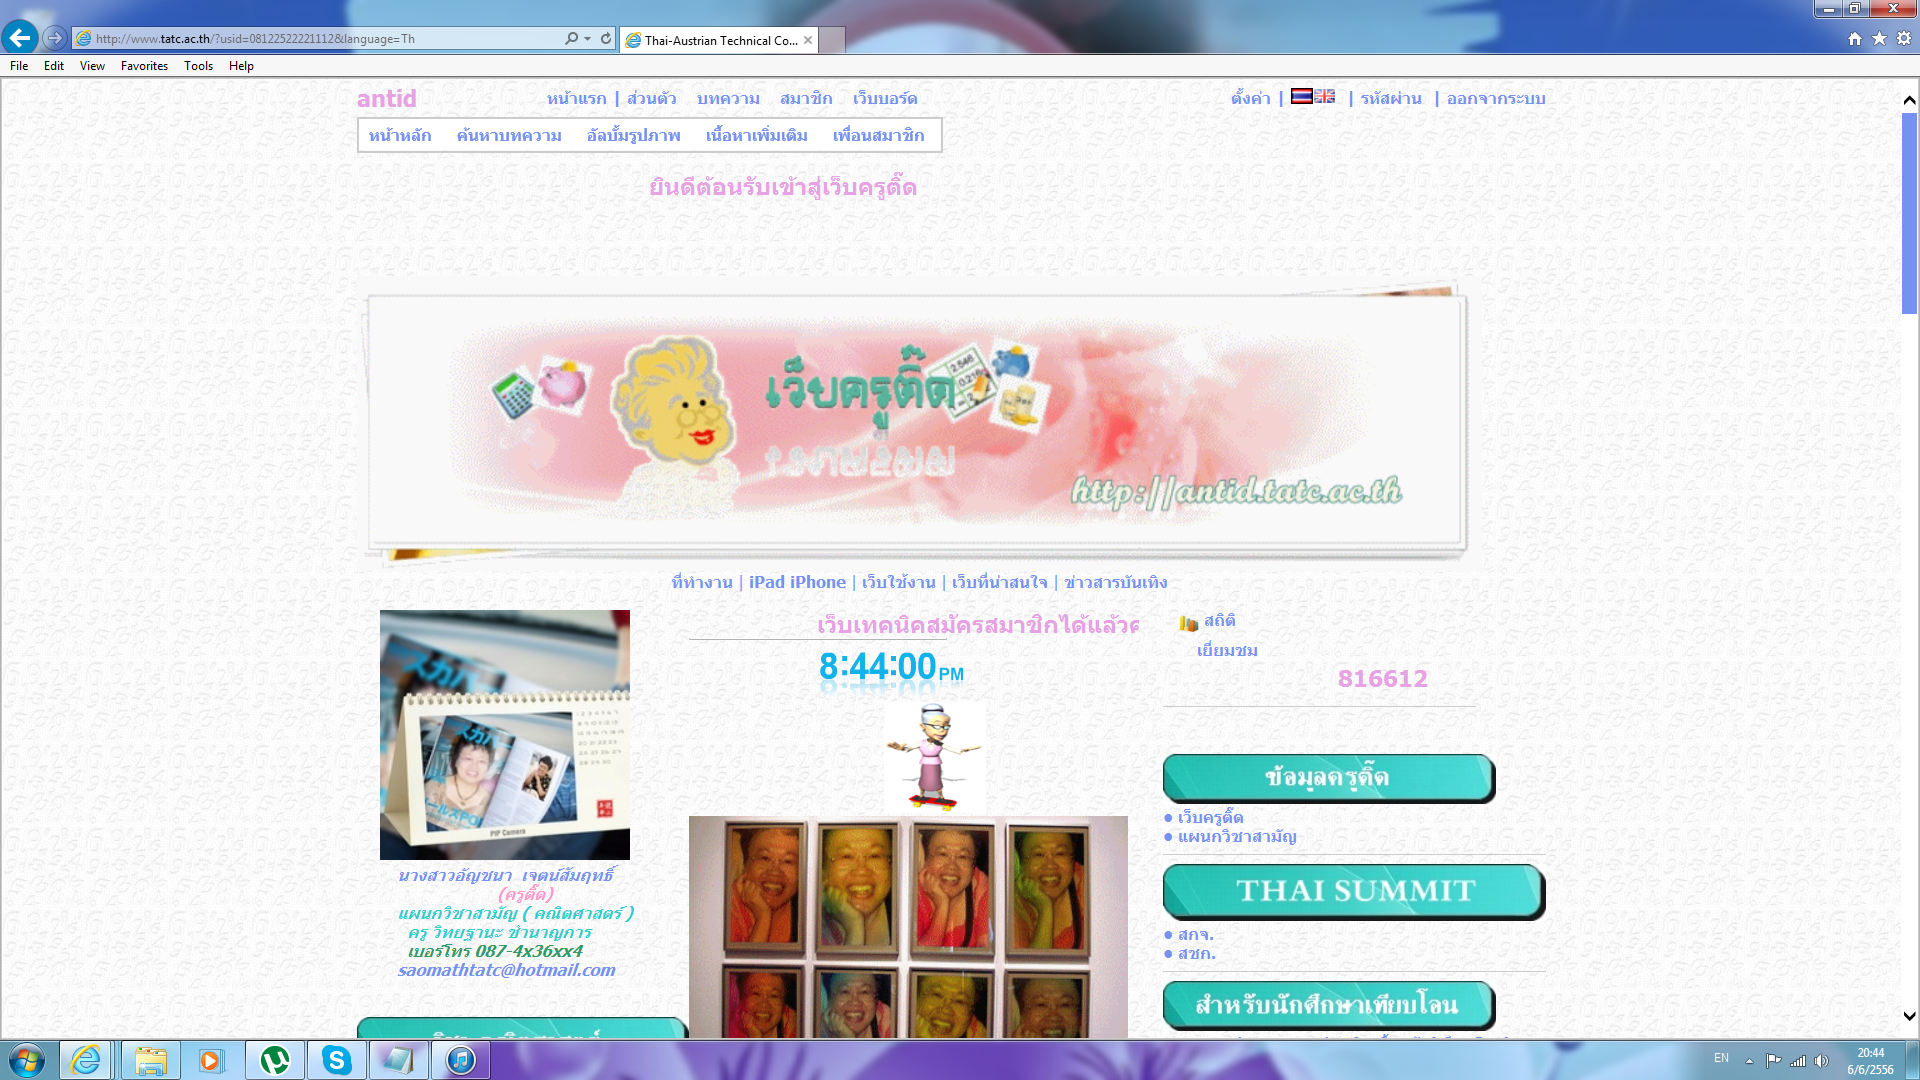 http://www.tatc.ac.th/?usid=08122522221112&language=Th
Thai-Austrian Technical Co...
File Edit View Favorites Tools Help
antid
หน้าแรก | ส่วนตัว บทความ สมาชิก เว็บบอร์ด
ตั้งค่า | | รหัสผ่าน | ออกจากระบบ
หน้าหลัก ค้นหาบทความ อัลบั้มรูปภาพ เนื้อหาเพิ่มเติม เพื่อนสมาชิก
ยินดีต้อนรับเข้าสู่เว็บครูติ๊ด
เว็บครูติ๊ด
2.546
0.216
http://antid.tatc.ac.th
ที่ทำงาน | iPad iPhone | เว็บใช้งาน | เว็บที่น่าสนใจ | ข่าวสารบันเทิง
เว็บเทคนิคสมัครสมาชิกได้แล้วค
8:44:00 PM
สถิติ
เยี่ยมชม
816612
PIP Camera
นางสาวอัญชนา เจตน์สัมฤทธิ์
(ครูติ๊ด)
แผนกวิชาสามัญ ( คณิตศาสตร์ )
ครู วิทยฐานะ ชำนาญการ
เบอร์โทร 087-4x36xx4
saomathtatc@hotmail.com
ข้อมูลครูติ๊ด
● เว็บครูติ๊ด
● แผนกวิชาสามัญ
THAI SUMMIT
● สกจ.
● สชก.
สำหรับนักศึกษาเทียบโอน
EN
20:44
6/6/2556